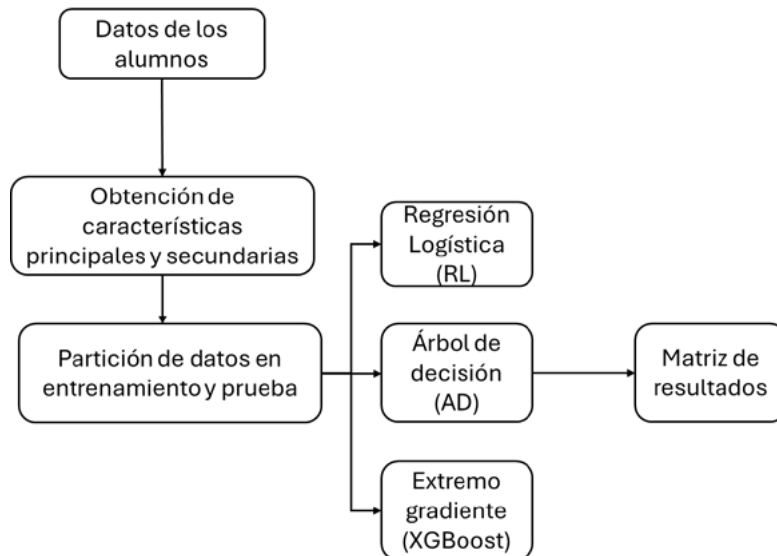 Datos de los
alumnos
Obtención de
características
principales y secundarias
Partición de datos en
entrenamiento y prueba
Regresión
Logística
(RL)
Árbol de
decisión
(AD)
Extremo
gradiente
(XGBoost)
Matriz de
resultados